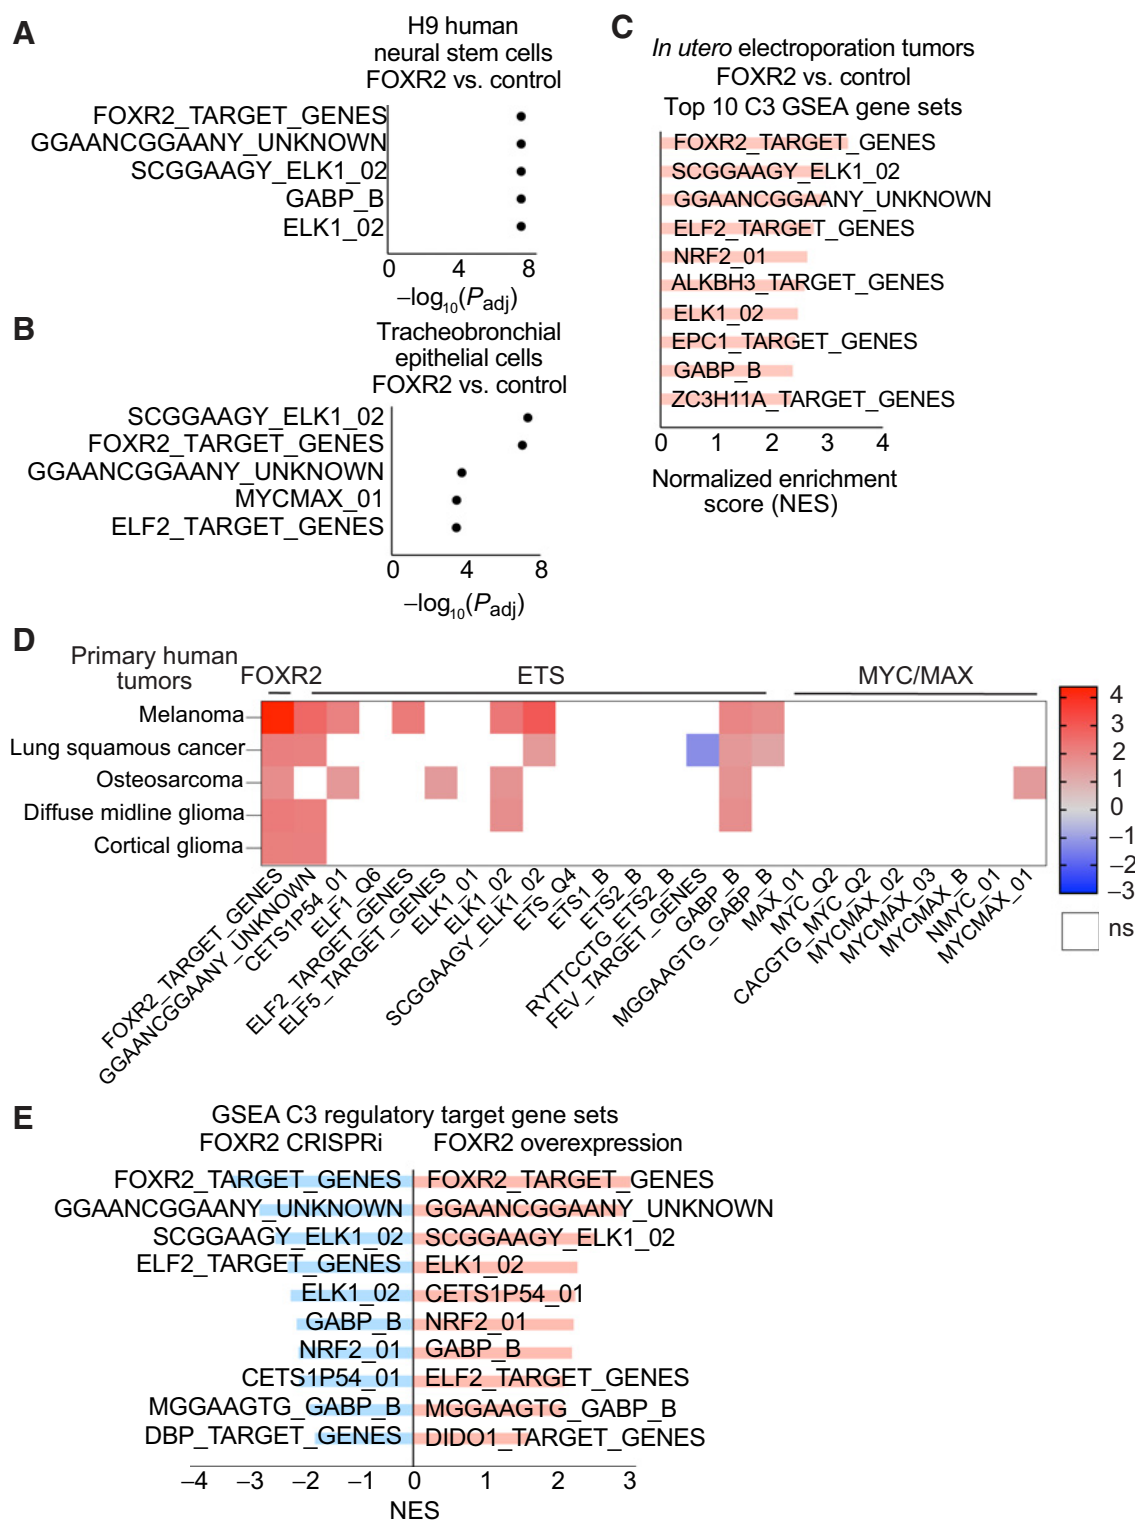 A
H9 human
neural stem cells
FOXR2 vs. control
FOXR2_TARGET_GENES
GGAANCGGAANY_UNKNOWN
SCGGAAGY_ELK1_02
GABP_B
ELK1_02
0 4 8
–log10(Padj)
B
Tracheobronchial
epithelial cells
FOXR2 vs. control
SCGGAAGY_ELK1_02
FOXR2_TARGET_GENES
GGAANCGGAANY_UNKNOWN
MYCMAX_01
ELF2_TARGET_GENES
0 4 8
–log10(Padj)
C
In utero electroporation tumors
FOXR2 vs. control
Top 10 C3 GSEA gene sets
FOXR2_TARGET_GENES
SCGGAAGY_ELK1_02
GGAANCGGAANY_UNKNOWN
ELF2_TARGET_GENES
NRF2_01
ALKBH3_TARGET_GENES
ELK1_02
EPC1_TARGET_GENES
GABP_B
ZC3H11A_TARGET_GENES
0 1 2 3 4
Normalized enrichment
score (NES)
D
Primary human
tumors
FOXR2 ETS MYC/MAX
Melanoma
Lung squamous cancer
Osteosarcoma
Diffuse midline glioma
Cortical glioma
FOXR2_TARGET_GENES
GGAANCGGAANY_UNKNOWN
CETS1P54_01
ELF1_Q6
ELF2_TARGET_GENES
ELF5_TARGET_GENES
ELK1_01
ELK1_02
SCGGAAGY_ELK1_02
ETS_Q4
ETS1_B
ETS2_B
RYTTCCTG_ETS2_B
FEV_TARGET_GENES
GABP_B
MGGAAGTG_GABP_B
MAX_01
MYC_Q2
CACGTG_MYC_Q2
MYCMAX_02
MYCMAX_03
MYCMAX_B
NMYC_01
MYCMAX_01
4
3
2
1
0
–1
–2
–3
ns
E
GSEA C3 regulatory target gene sets
FOXR2 CRISPRi FOXR2 overexpression
FOXR2_TARGET_GENES FOXR2_TARGET_GENES
GGAANCGGAANY_UNKNOWN GGAANCGGAANY_UNKNOWN
SCGGAAGY_ELK1_02 SCGGAAGY_ELK1_02
ELF2_TARGET_GENES ELK1_02
ELK1_02 CETS1P54_01
GABP_B NRF2_01
NRF2_01 GABP_B
CETS1P54_01 ELF2_TARGET_GENES
MGGAAGTG_GABP_B MGGAAGTG_GABP_B
DBP_TARGET_GENES DIDO1_TARGET_GENES
–4 –3 –2 –1 0 1 2 3
NES